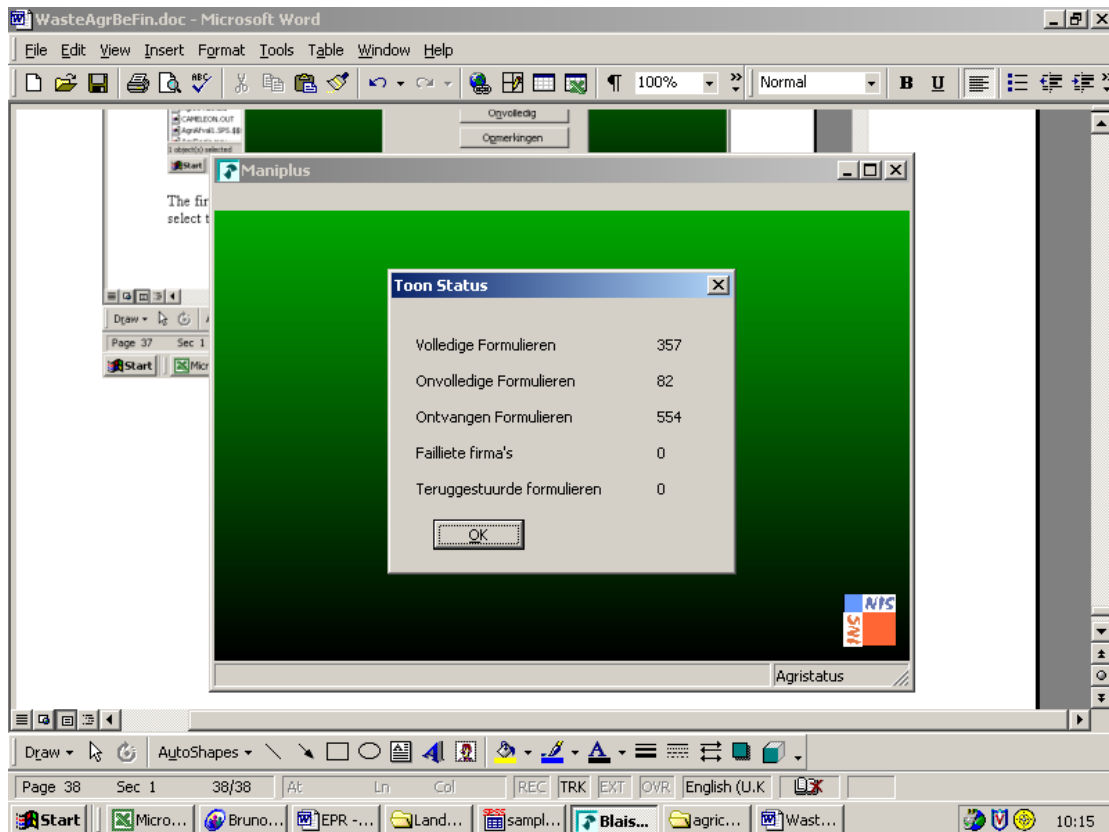 WasteAgrBeFin.doc - Microsoft Word
File Edit View Insert Format Tools Table Window Help
100% Normal B U
CAMELEON.OUT
AgrAfval1.SPS.$$
1 object(s) selected
Onvolledig
Opmerkingen
Start
The fir
select t
Draw
Page 37 Sec 1
Start Micr
Maniplus
Toon Status
Volledige Formulieren 357
Onvolledige Formulieren 82
Ontvangen Formulieren 554
Failliete firma's 0
Teruggestuurde formulieren 0
OK
NIS
INS
Agristatus
Draw AutoShapes
Page 38 Sec 1 38/38 At Ln Col REC TRK EXT OVR English (U.K
Start Micro... Bruno... EPR -... Land... sampl... Blais... agric... Wast... 10:15